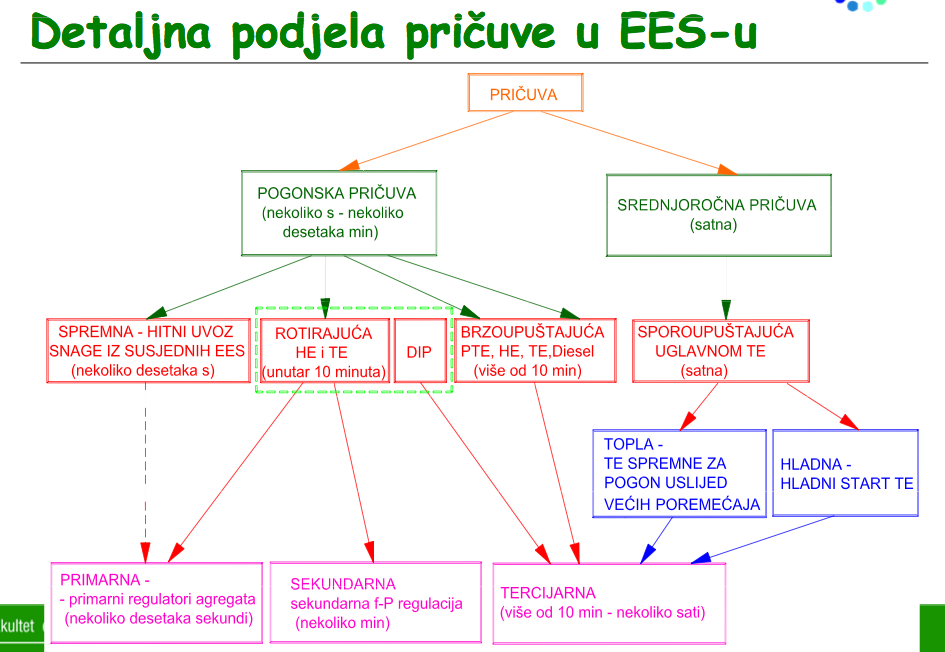 Detaljna podjela pričuve u EES-u
PRIČUVA
POGONSKA PRIČUVA
(nekoliko s - nekoliko
desetaka min)
SREDNJOROČNA PRIČUVA
(satna)
SPREMNA - HITNI UVOZ
SNAGE IZ SUSJEDNIH EES
(nekoliko desetaka s)
ROTIRAJUĆA
HE i TE
(unutar 10 minuta)
DIP
BRZOUPUŠTAJUĆA
PTE, HE, TE,Diesel
(više od 10 min)
SPOROUPUŠTAJUĆA
UGLAVNOM TE
(satna)
TOPLA -
TE SPREMNE ZA
POGON USLIJED
VEĆIH POREMEĆAJA
HLADNA -
HLADNI START TE
PRIMARNA -
- primarni regulatori agregata
(nekoliko desetaka sekundi)
SEKUNDARNA
sekundarna f-P regulacija
(nekoliko min)
TERCIJARNA
(više od 10 min - nekoliko sati)
kultet